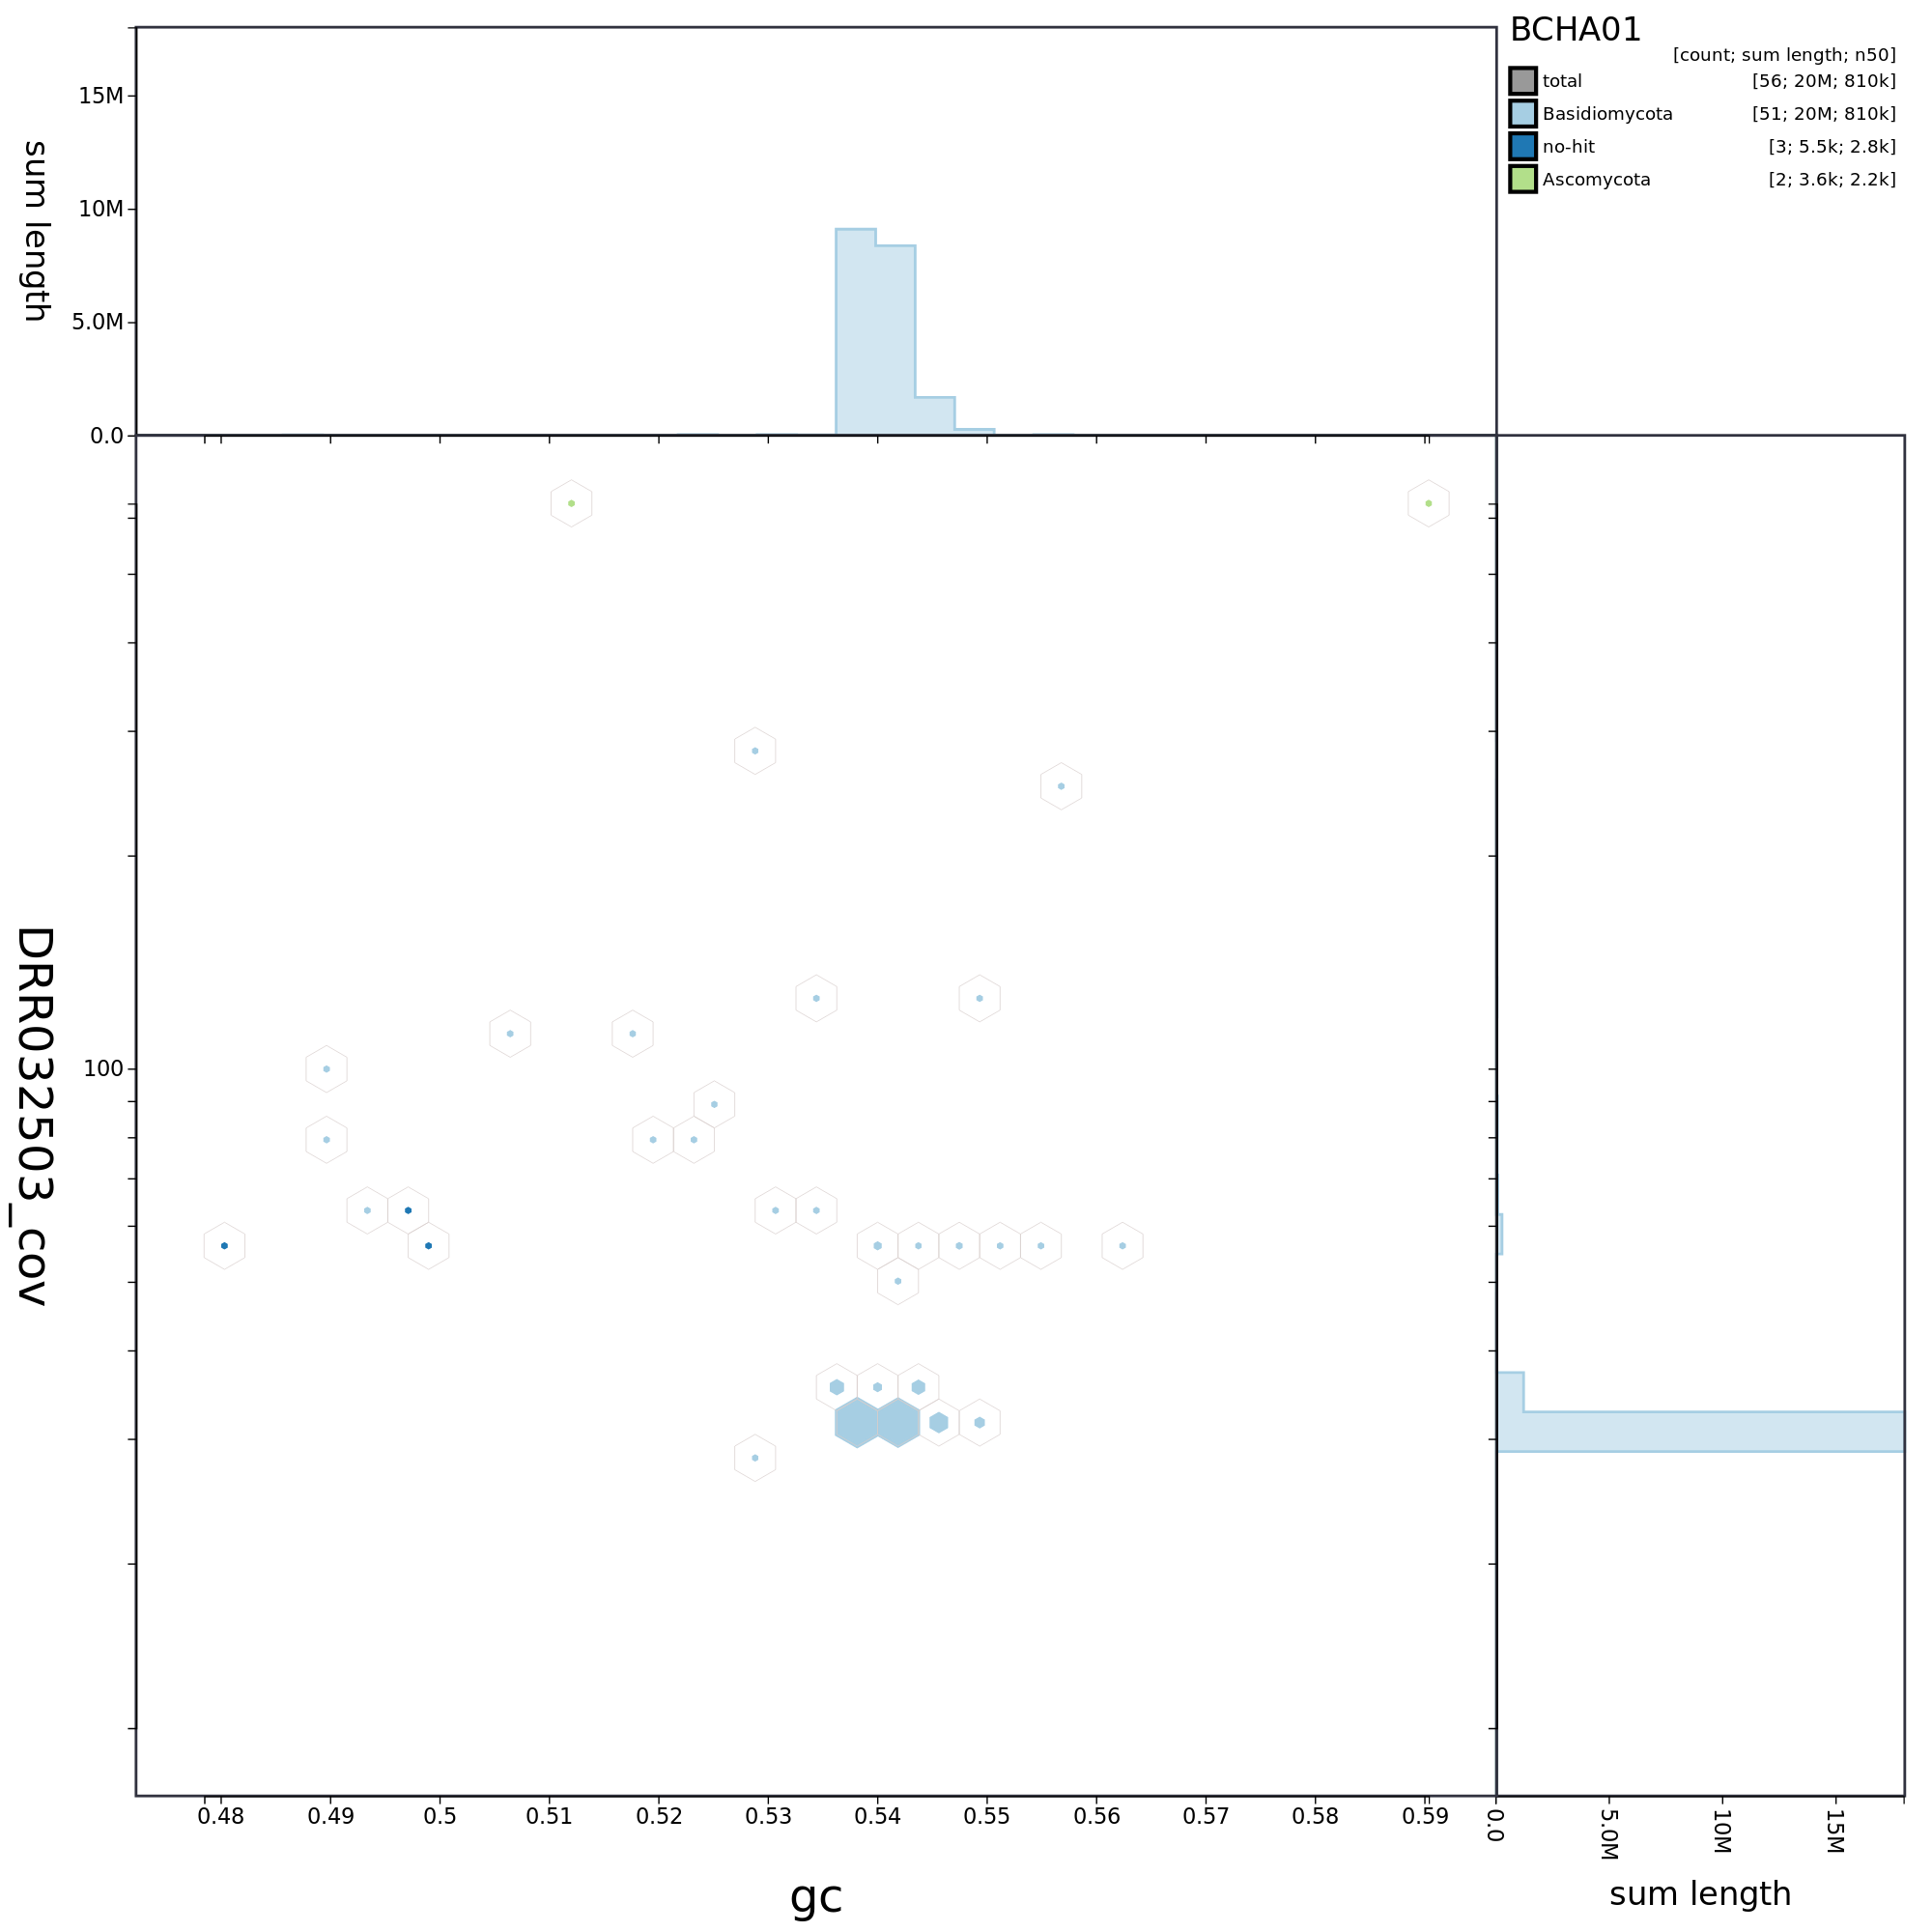 BCHA01
[count; sum length; n50]
total [56; 20M; 810k]
Basidiomycota [51; 20M; 810k]
no-hit [3; 5.5k; 2.8k]
Ascomycota [2; 3.6k; 2.2k]
sum length
15M
10M
5.0M
0.0
DRR032503_cov
100
0.48 0.49 0.5 0.51 0.52 0.53 0.54 0.55 0.56 0.57 0.58 0.59
gc
0.0 5.0M 10M 15M
sum length